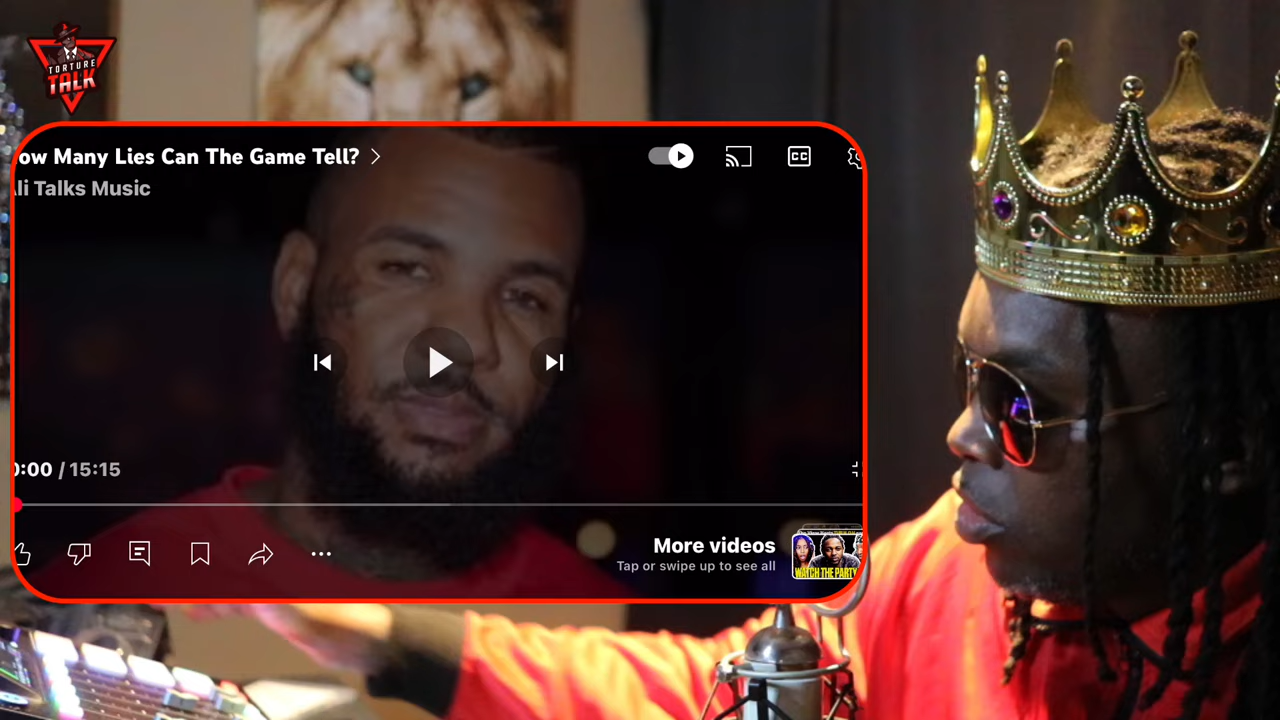 TORTURE
TALK
ow Many Lies Can The Game Tell?
li Talks Music
CC
0:00 / 15:15
More videos
Tap or swipe up to see all
WATCH THE PARTY